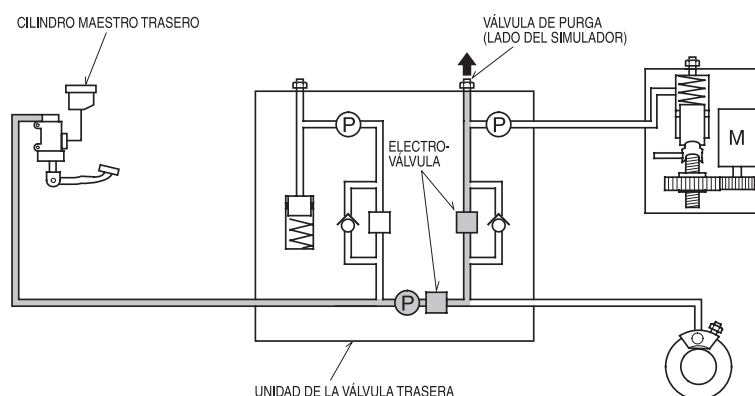 CILINDRO MAESTRO TRASERO
VÁLVULA DE PURGA
(LADO DEL SIMULADOR)
P
P
ELECTRO-
VÁLVULA
M
P
UNIDAD DE LA VÁLVULA TRASERA